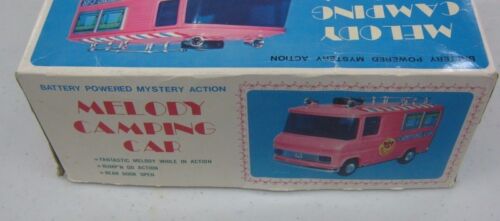 MELODY
CAMPING
BATTERY POWERED MYSTERY ACTION
BATTERY POWERED MYSTERY ACTION
MELODY
CAMPING
CAR
FANTASTIC MELODY WHILE IN ACTION
BUMP'N GO ACTION
REAR DOOR OPEN